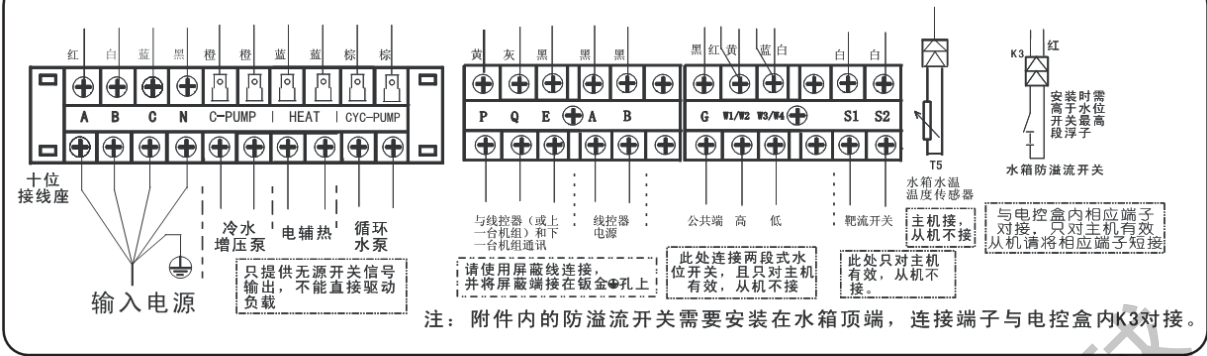 红 白 蓝 黑 橙 橙 蓝 蓝 棕 棕
A B C N C-PUMP HEAT CYC-PUMP
十位
接线座
输入电源
冷水
增压泵
电辅热
循环
水泵
只提供无源开关信号
输出，不能直接驱动
负载
黄 灰 黑 黑 黑
P Q E A B
与线控器（或上
一台机组）和下
一台机组通讯
线控器
电源
请使用屏蔽线连接，
并将屏蔽端接在钣金⊕孔上
黑 红 黄 蓝 白 白 白
G W1/W2 W3/W4 S1 S2
公共端 高 低 靶流开关
此处连接两段式水
位开关，且只对主机
有效，从机不接
此处只对主机
有效，从机不
接。
T5
水箱水温
温度传感器
主机接，
从机不接
K3 红
安装时需
高于水位
开关最高
段浮子
水箱防溢流开关
与电控盒内相应端子
对接，只对主机有效
从机请将相应端子短接
注：附件内的防溢流开关需要安装在水箱顶端，连接端子与电控盒内K3对接。